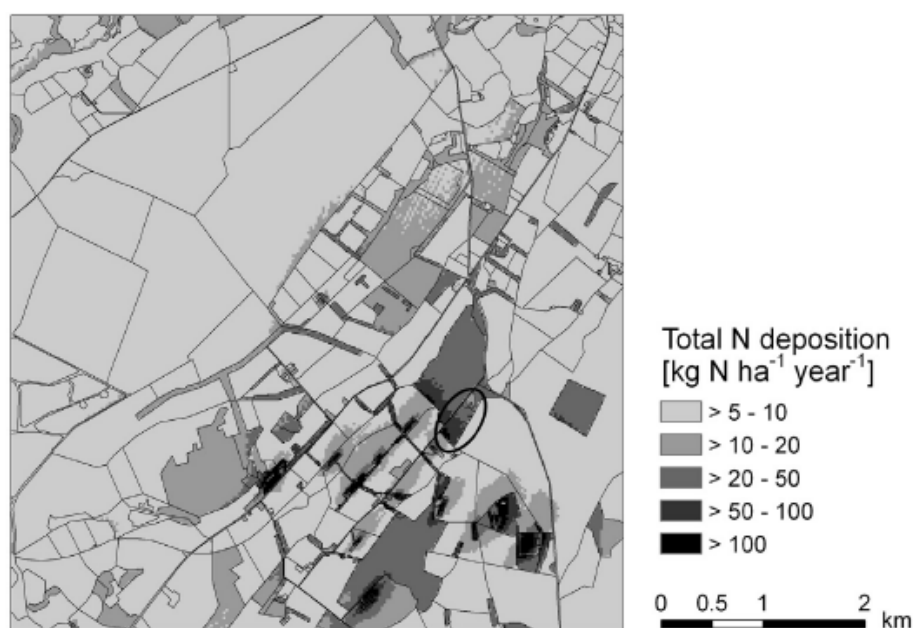 Total N deposition
[kg N ha⁻¹ year⁻¹]
> 5 - 10
> 10 - 20
> 20 - 50
> 50 - 100
> 100
0 0.5 1 2
km